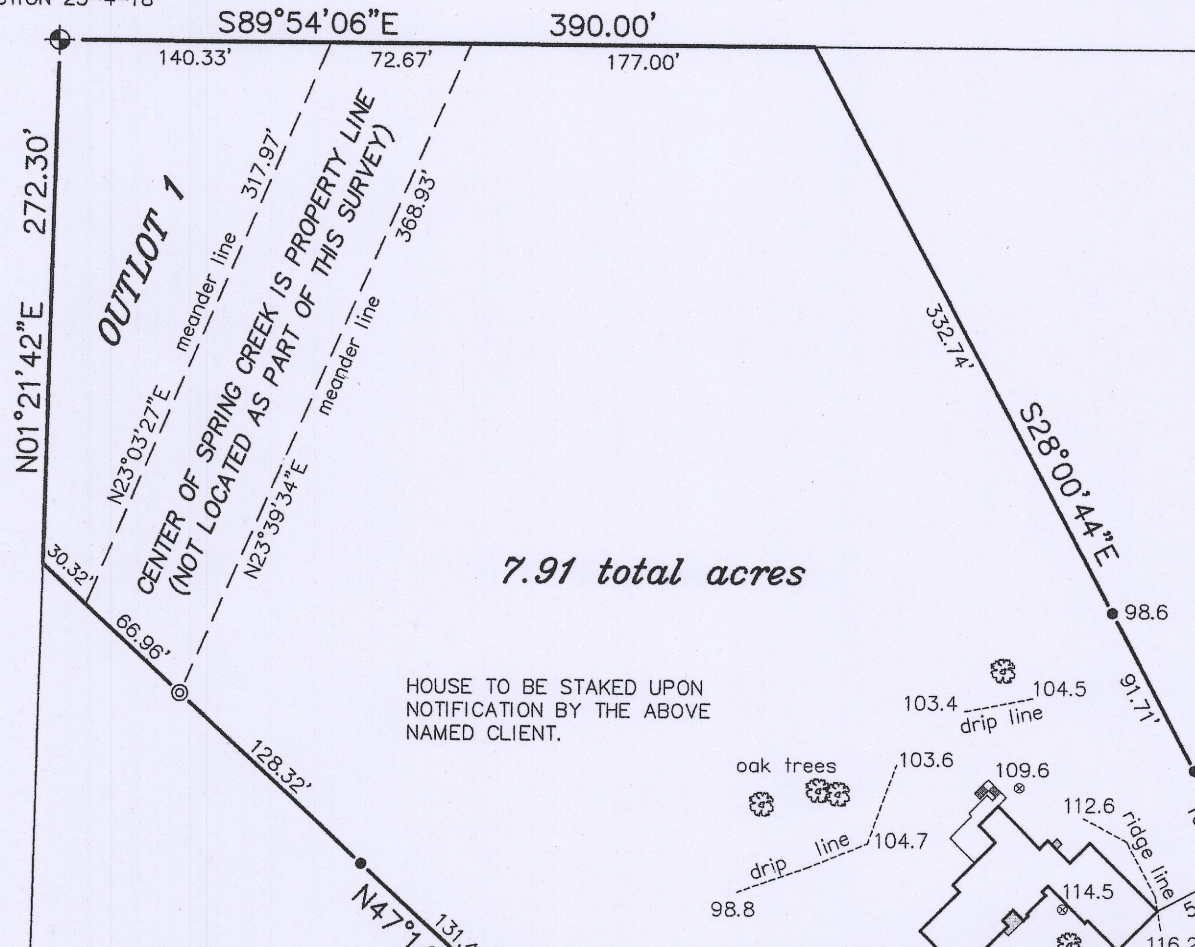 S89°54'06"E
390.00'
140.33'
72.67'
177.00'
N01°21'42"E
272.30'
OUTLOT 1
N23°03'27"E
meander line
317.97'
CENTER OF SPRING CREEK IS PROPERTY LINE
(NOT LOCATED AS PART OF THIS SURVEY)
N23°39'34"E
meander line
368.93'
332.74'
S28°00'44"E
30.32'
66.96'
7.91 total acres
98.6
91.71'
HOUSE TO BE STAKED UPON
NOTIFICATION BY THE ABOVE
NAMED CLIENT.
103.4
104.5
drip line
128.32'
oak trees
103.6
109.6
112.6
ridge line
drip line
104.7
98.8
114.5